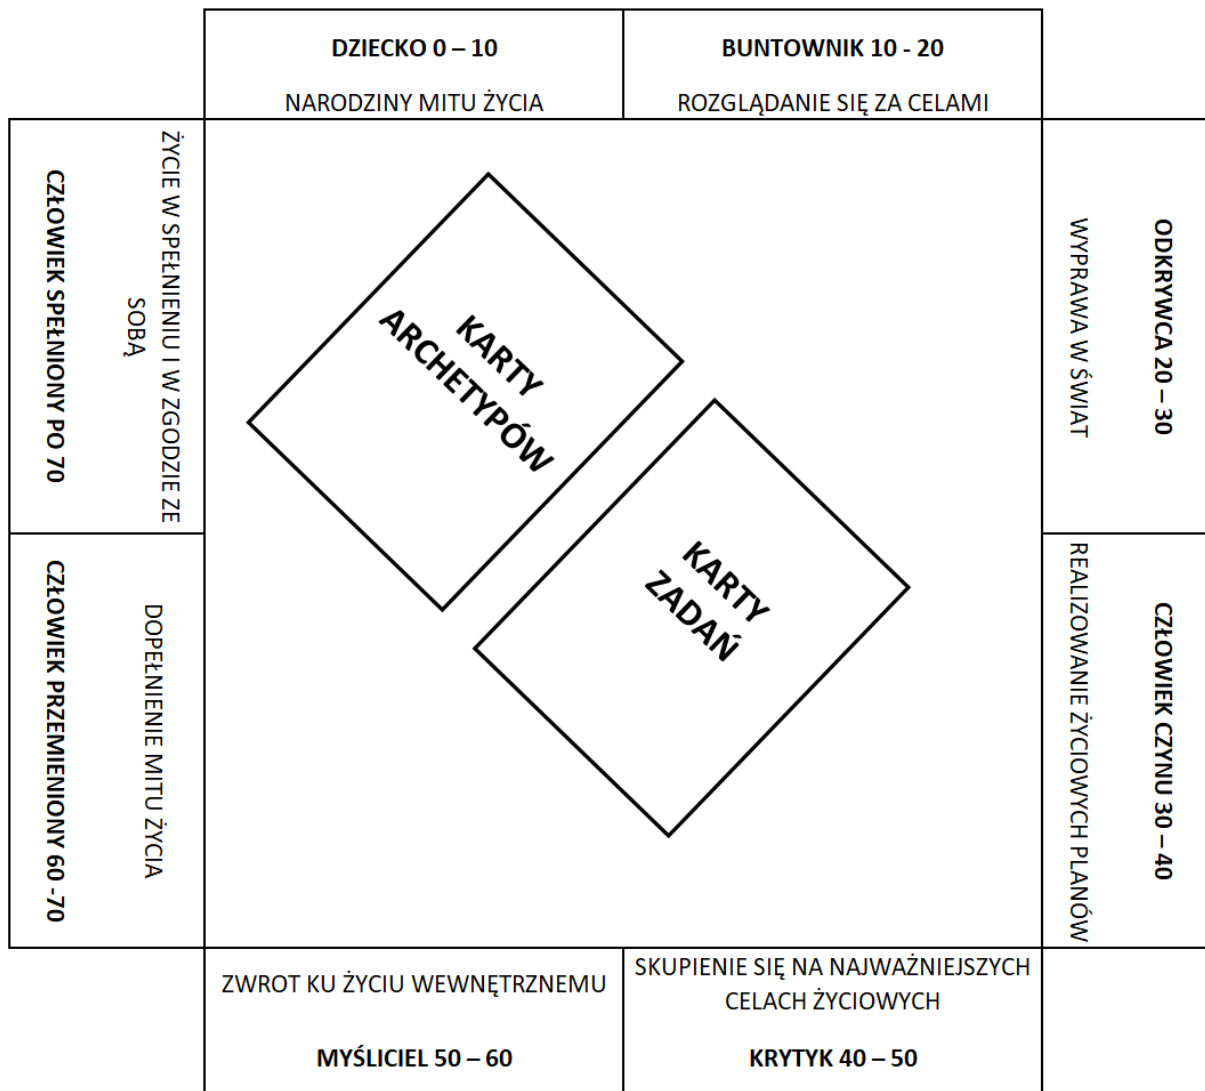 DZIECKO 0 – 10
NARODZINY MITU ŻYCIA
BUNTOWNIK 10 - 20
ROZGLĄDANIE SIĘ ZA CELAMI
ODKRYWCA 20 – 30
WYPRAWA W ŚWIAT
CZŁOWIEK CZYNU 30 – 40
REALIZOWANIE ŻYCIOWYCH PLANÓW
SKUPIENIE SIĘ NA NAJWAŻNIEJSZYCH
CELACH ŻYCIOWYCH
KRYTYK 40 – 50
ZWROT KU ŻYCIU WEWNĘTRZNEMU
MYŚLICIEL 50 – 60
DOPEŁNIENIE MITU ŻYCIA
CZŁOWIEK PRZEMIENIONY 60 -70
ŻYCIE W SPEŁNIENIU I W ZGODZIE ZE
SOBĄ
CZŁOWIEK SPEŁNIONY PO 70
KARTY
ARCHETYPÓW
KARTY
ZADAŃ